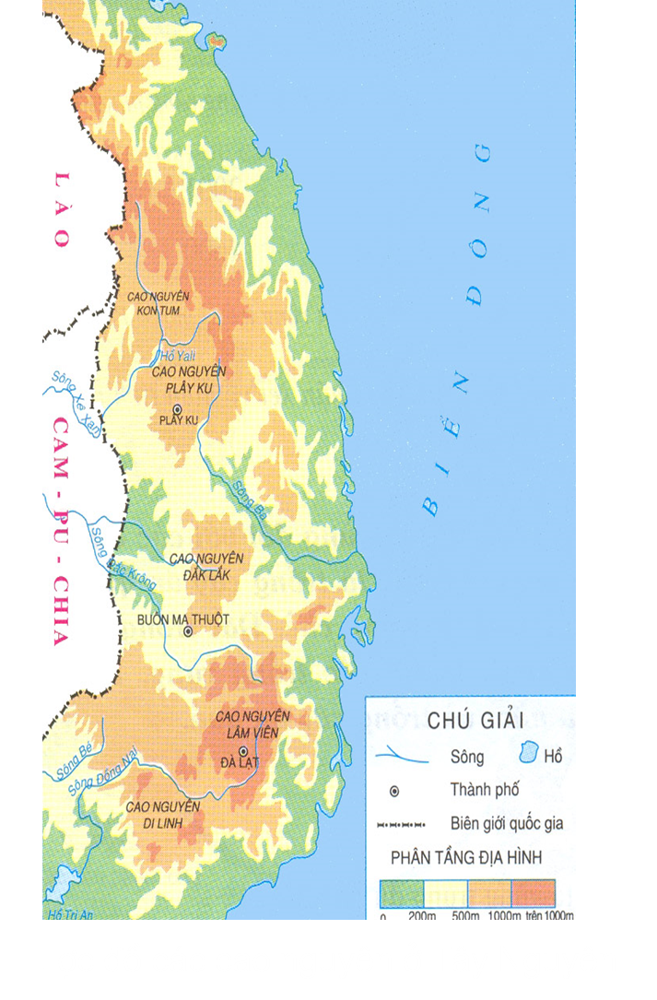 LÀO
BIỂN ĐÔNG
CAO NGUYÊN
KON TUM
Hồ Yali
CAO NGUYÊN
PLÂY KU
PLÂY KU
Sông Xê Xan
CAM - PU - CHIA
Sông Ba
Sông Đắc Krông
CAO NGUYÊN
ĐẮK LẮK
BUÔN MA THUỘT
CAO NGUYÊN
LÂM VIÊN
ĐÀ LẠT
Sông Bé
Sông Đồng Nai
CAO NGUYÊN
DI LINH
Hồ Trị An
CHÚ GIẢI
Sông
Hồ
Thành phố
Biên giới quốc gia
PHÂN TẦNG ĐỊA HÌNH
0 200m 500m 1000m trên 1000m